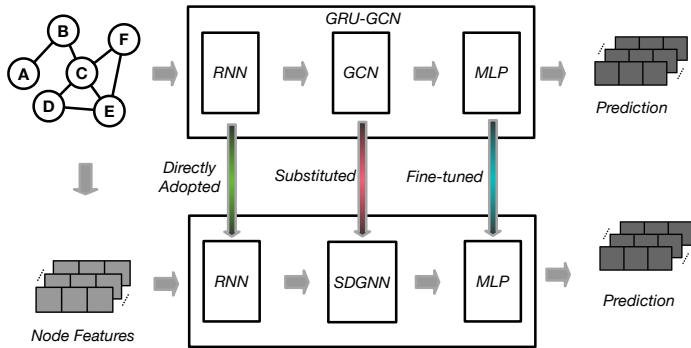 GRU-GCN
B
F
A
C
D
E
RNN
GCN
MLP
Prediction
Directly
Adopted
Substituted
Fine-tuned
RNN
SDGNN
MLP
Node Features
Prediction